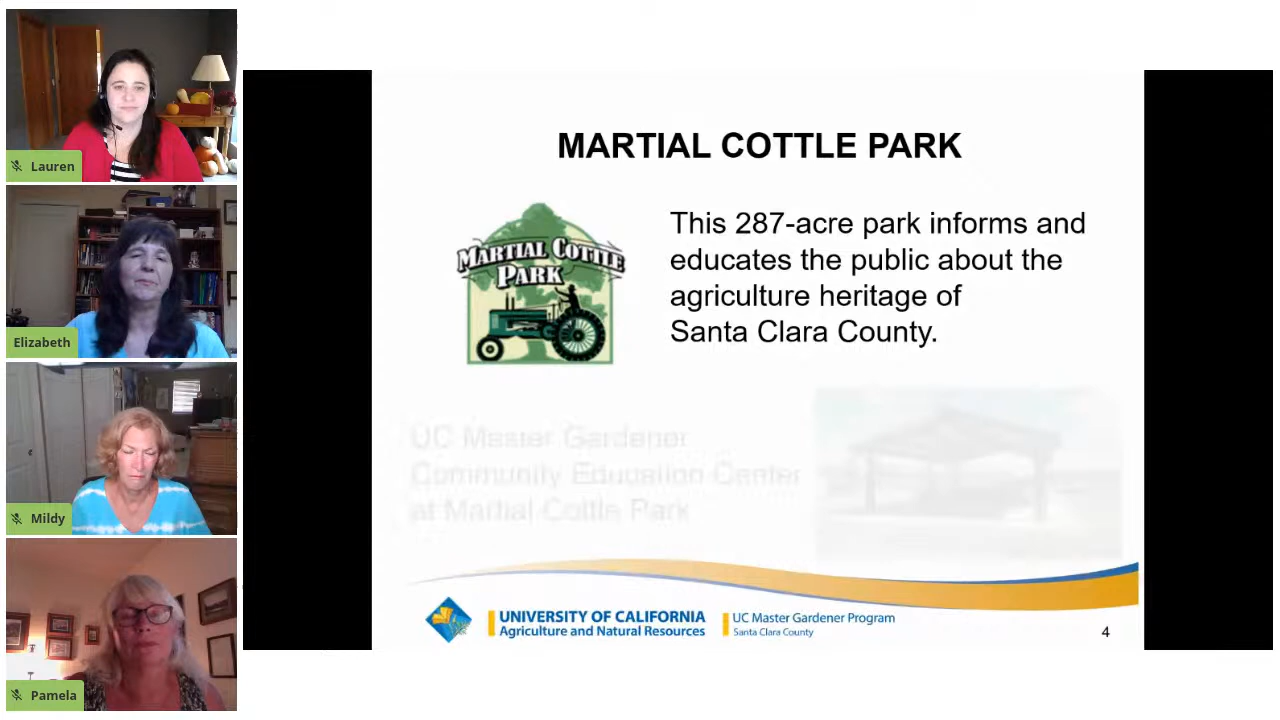 Lauren
Elizabeth
Mildy
Pamela
MARTIAL COTTLE PARK
MARTIAL COTTLE
PARK
This 287-acre park informs and
educates the public about the
agriculture heritage of
Santa Clara County.
UC Master Gardener
Community Education Center
at Martial Cottle Park
UNIVERSITY OF CALIFORNIA
Agriculture and Natural Resources
UC Master Gardener Program
Santa Clara County
4